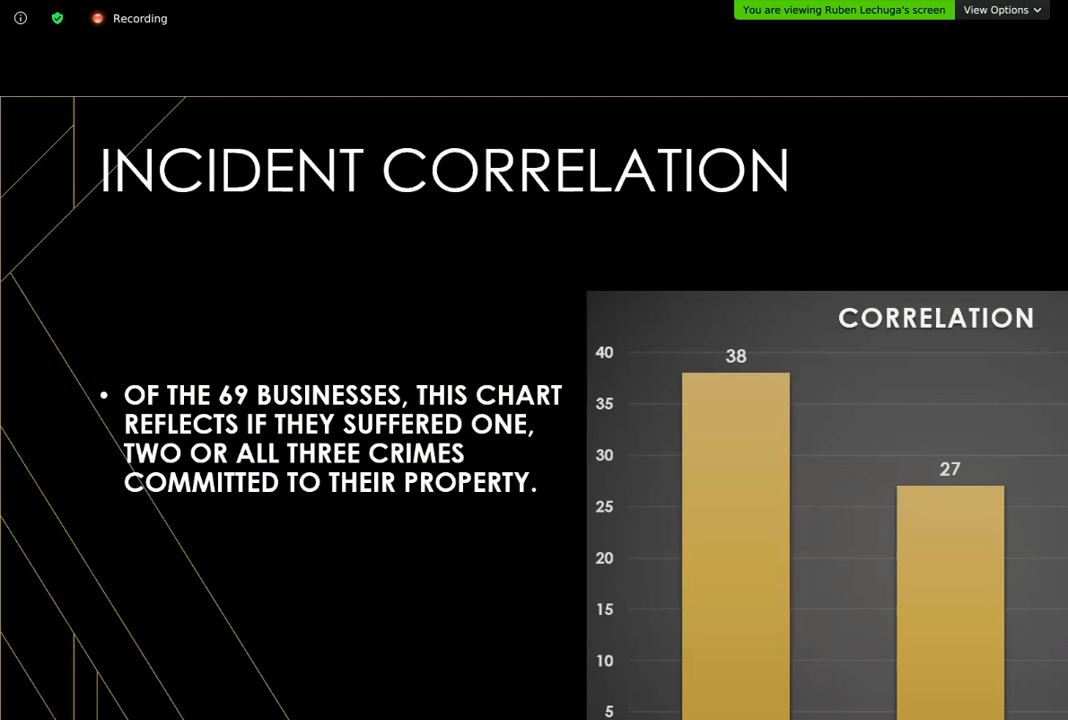 Recording
You are viewing Ruben Lechuga's screen View Options
INCIDENT CORRELATION
• OF THE 69 BUSINESSES, THIS CHART
REFLECTS IF THEY SUFFERED ONE,
TWO OR ALL THREE CRIMES
COMMITTED TO THEIR PROPERTY.
CORRELATION
40
38
35
30
27
25
20
15
10
5